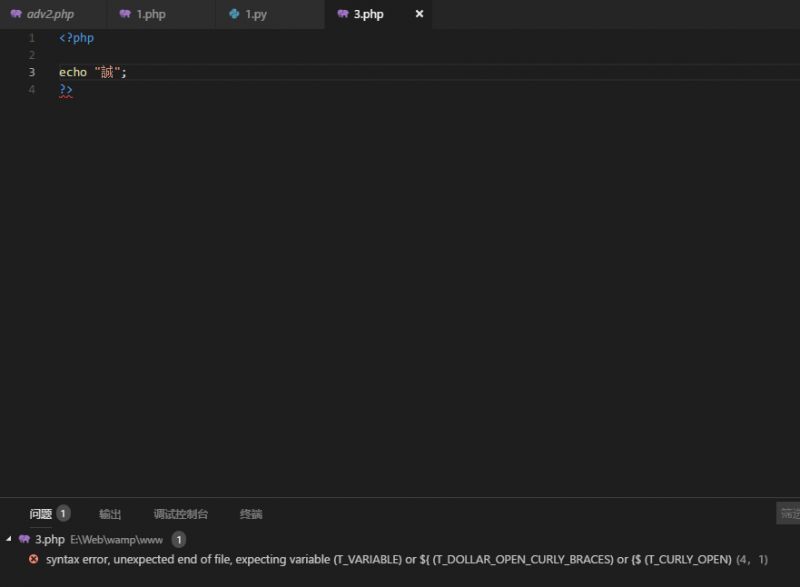 adv2.php 1.php 1.py 3.php
1 <?php
2
3 echo "誠";
4 ?>
问题 1 输出 调试控制台 终端 筛选
3.php E:\Web\wamp\www 1
syntax error, unexpected end of file, expecting variable (T_VARIABLE) or ${ (T_DOLLAR_OPEN_CURLY_BRACES) or {$ (T_CURLY_OPEN) (4, 1)